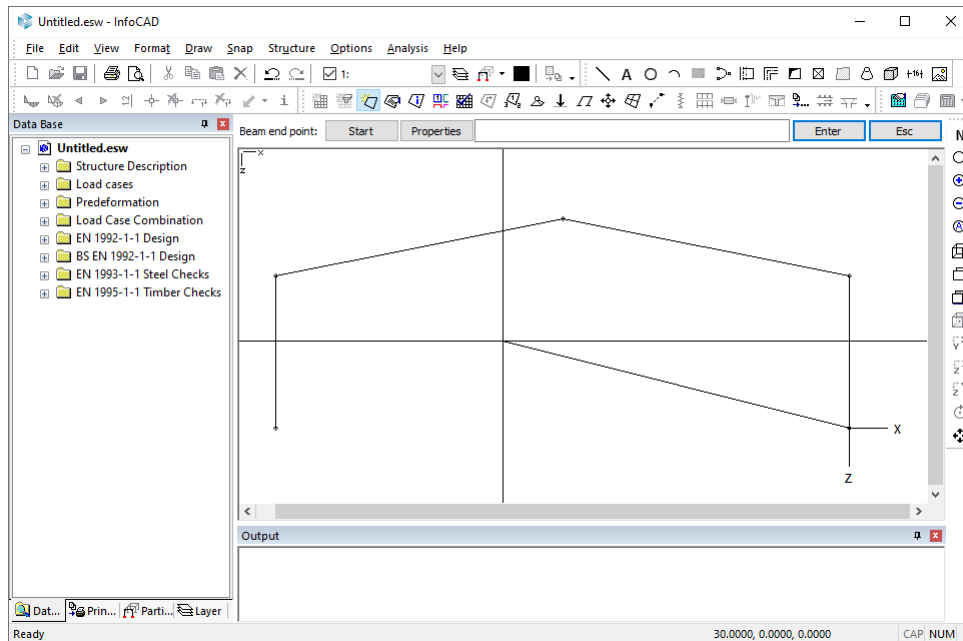 Untitled.esw - InfoCAD
File Edit View Format Draw Snap Structure Options Analysis Help
1:
Data Base
Beam end point: Start Properties Enter Esc
Untitled.esw
Structure Description
Load cases
Predeformation
Load Case Combination
EN 1992-1-1 Design
BS EN 1992-1-1 Design
EN 1993-1-1 Steel Checks
EN 1995-1-1 Timber Checks
x
z
X
Z
Output
Dat... Prin... Parti... Layer
Ready 30.0000, 0.0000, 0.0000 CAP NUM